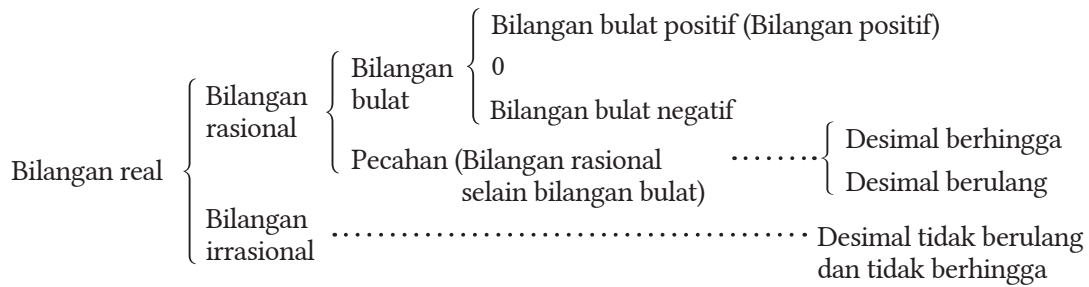 Bilangan real
Bilangan
rasional
Bilangan
bulat
Bilangan bulat positif (Bilangan positif)
0
Bilangan bulat negatif
Pecahan (Bilangan rasional
selain bilangan bulat)
Desimal berhingga
Desimal berulang
Bilangan
irrasional
Desimal tidak berulang
dan tidak berhingga